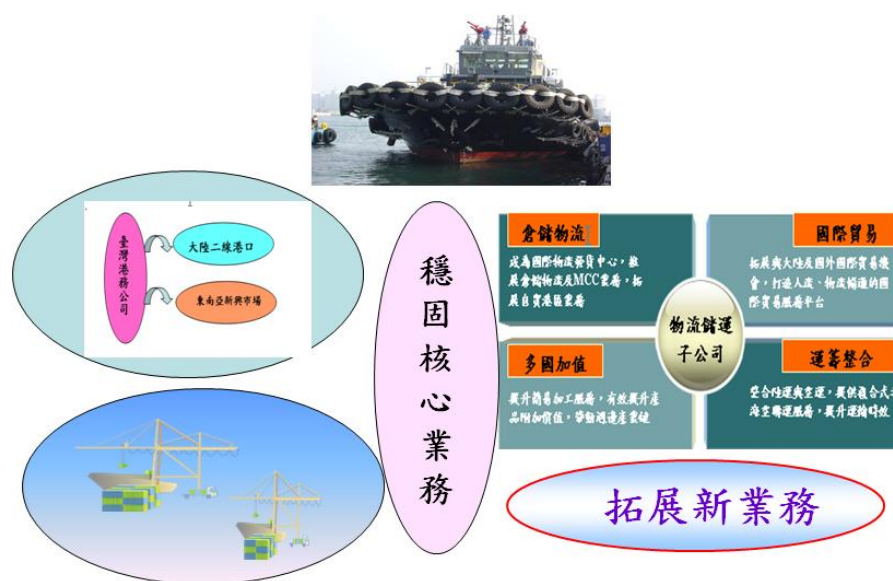 臺灣港務公司
大陸二線港口
東南亞新興市場
穩固核心業務
倉儲物流
成為國際物流發貨中心,推
展倉儲物流及MCC業務,拓
展自貿港區業務
國際貿易
拓展與大陸及國外國際貿易機
會,打造人流、物流暢通的國
際貿易服務平台
物流儲運
子公司
多國加值
提升簡易加工服務,有效提升產
品附加價值,帶動週邊產業鏈
運籌整合
整合陸運與空運,提供複合式
海空聯運服務,提升運輸時效
拓展新業務